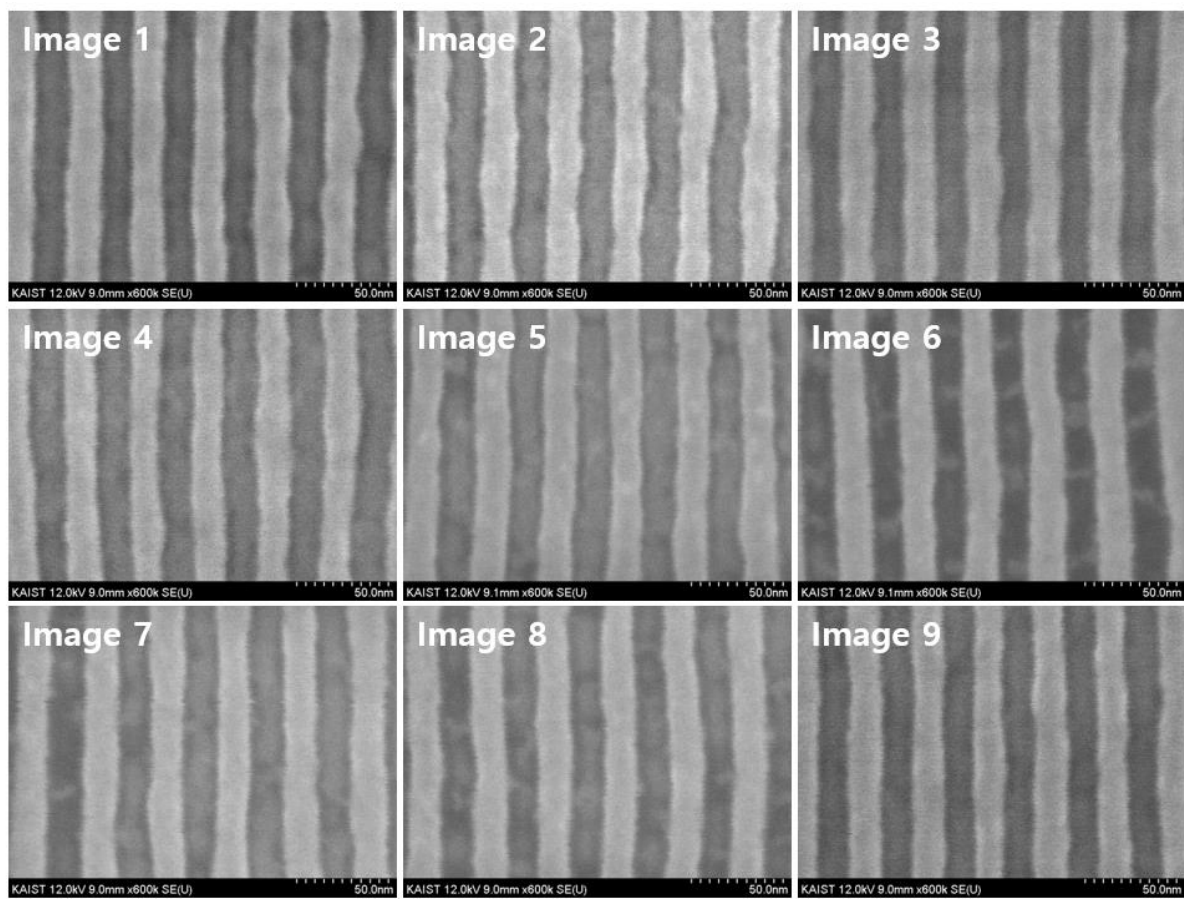 Image 1
KAIST 12.0kV 9.0mm x600k SE(U) 50.0nm
Image 2
KAIST 12.0kV 9.0mm x600k SE(U) 50.0nm
Image 3
KAIST 12.0kV 9.0mm x600k SE(U) 50.0nm
Image 4
KAIST 12.0kV 9.0mm x600k SE(U) 50.0nm
Image 5
KAIST 12.0kV 9.1mm x600k SE(U) 50.0nm
Image 6
KAIST 12.0kV 9.1mm x600k SE(U) 50.0nm
Image 7
KAIST 12.0kV 9.0mm x600k SE(U) 50.0nm
Image 8
KAIST 12.0kV 9.0mm x600k SE(U) 50.0nm
Image 9
KAIST 12.0kV 9.0mm x600k SE(U) 50.0nm